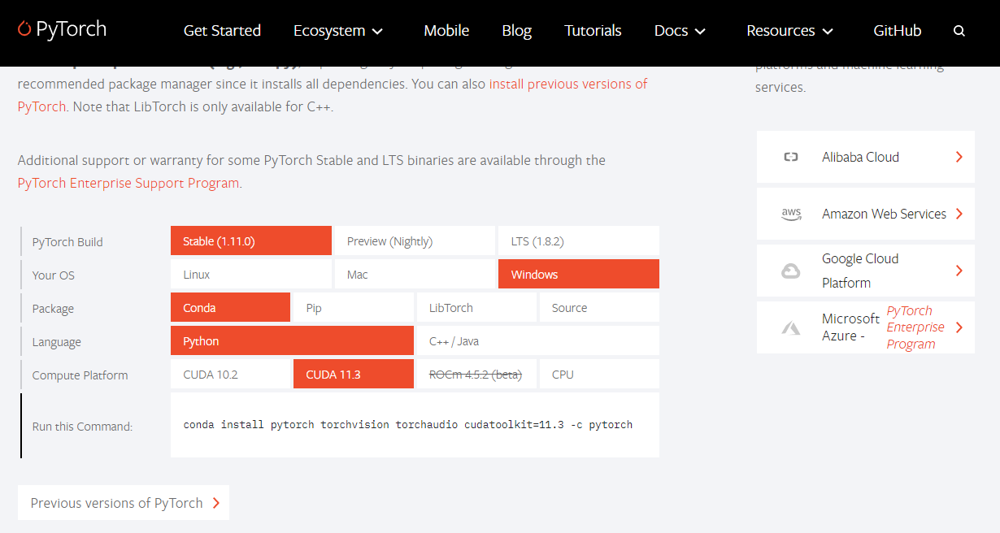 PyTorch
Get Started
Ecosystem
Mobile
Blog
Tutorials
Docs
Resources
GitHub
recommended package manager since it installs all dependencies. You can also install previous versions of
PyTorch. Note that LibTorch is only available for C++.
Additional support or warranty for some PyTorch Stable and LTS binaries are available through the
PyTorch Enterprise Support Program.
PyTorch Build
Stable (1.11.0)
Preview (Nightly)
LTS (1.8.2)
Your OS
Linux
Mac
Windows
Package
Conda
Pip
LibTorch
Source
Language
Python
C++ / Java
Compute Platform
CUDA 10.2
CUDA 11.3
ROCm 4.5.2 (beta)
CPU
Run this Command:
conda install pytorch torchvision torchaudio cudatoolkit=11.3 -c pytorch
Previous versions of PyTorch
platforms and machine learning
services.
Alibaba Cloud
aws
Amazon Web Services
Google Cloud
Platform
Microsoft
Azure -
PyTorch
Enterprise
Program